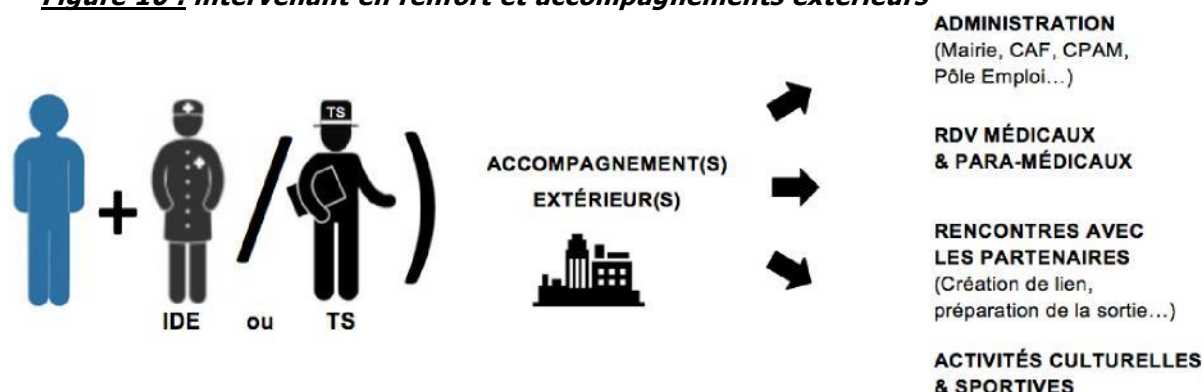 Figure 10 : intervenant en renfort et accompagnements extérieurs
ADMINISTRATION
(Mairie, CAF, CPAM,
Pôle Emploi...)
TS
ACCOMPAGNEMENT(S)
EXTÉRIEUR(S)
RDV MÉDICAUX
& PARA-MÉDICAUX
+
/
)
RENCONTRES AVEC
LES PARTENAIRES
(Création de lien,
préparation de la sortie...)
IDE ou TS
ACTIVITÉS CULTURELLES
& SPORTIVES